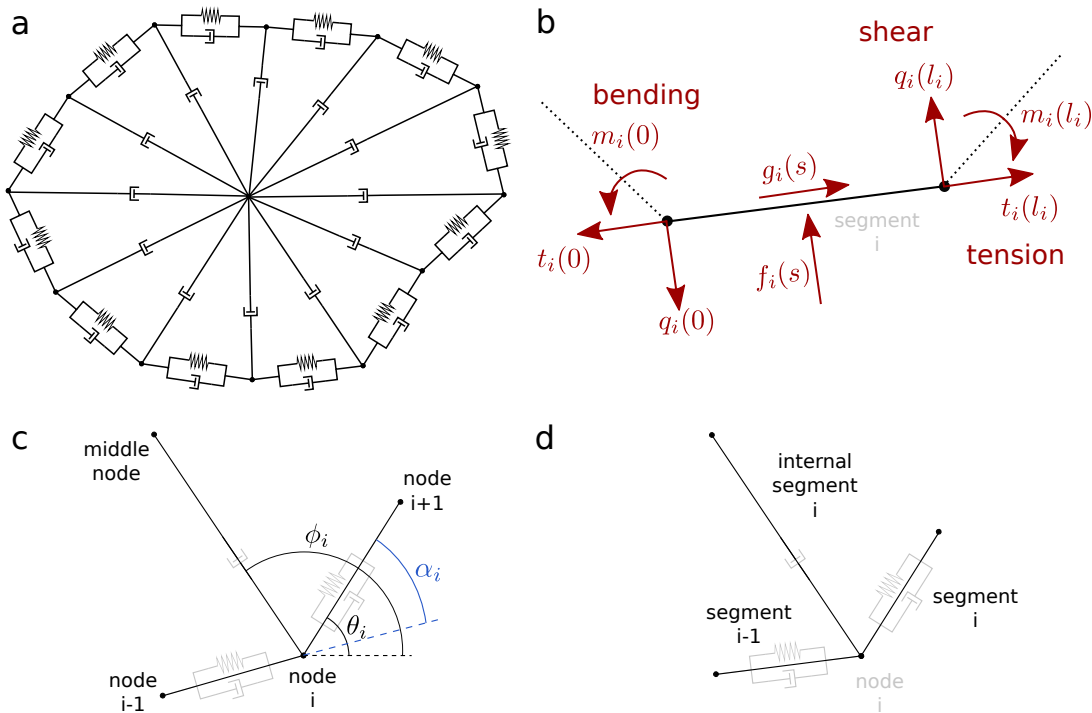 a
b
shear
q_i(l_i)
bending
m_i(0)
m_i(l_i)
g_i(s)
segment
i
t_i(l_i)
t_i(0)
tension
f_i(s)
q_i(0)
c
middle
node
node
i+1
ϕ_i
α_i
θ_i
node
i-1
node
i
d
internal
segment
i
segment
i-1
segment
i
node
i